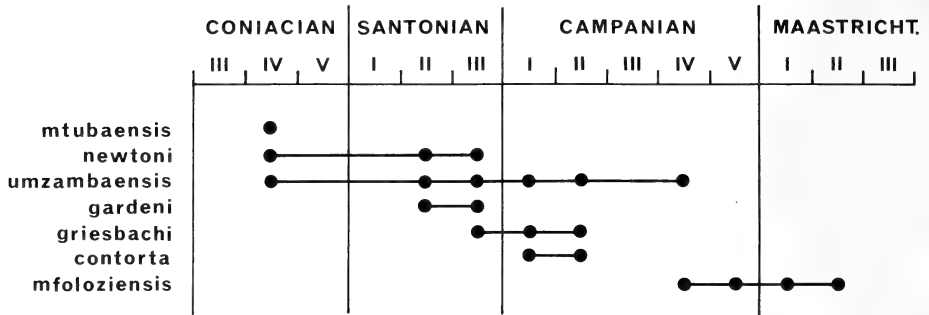 CONIACIAN SANTONIAN CAMPANIAN MAASTRICHT.
III IV V I II III I II III IV V I II III
mtubaensis
newtoni
umzambaensis
gardeni
griesbachi
contorta
mfoloziensis